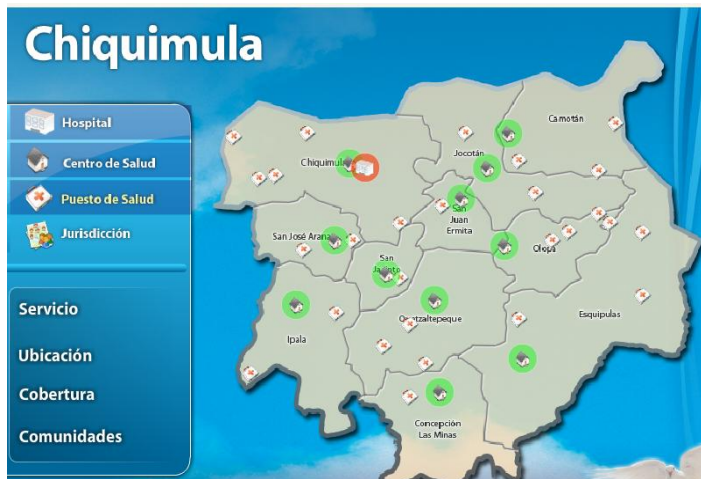 Chiquimula
Hospital
Centro de Salud
Puesto de Salud
Jurisdicción
Servicio
Ubicación
Cobertura
Comunidades
Camotán
Jocotán
Chiquimula
San
Juan
Ermita
San José Arana
San
Jacinto
Olopa
Quetzaltepeque
Esquipulas
Ipala
Concepción
Las Minas